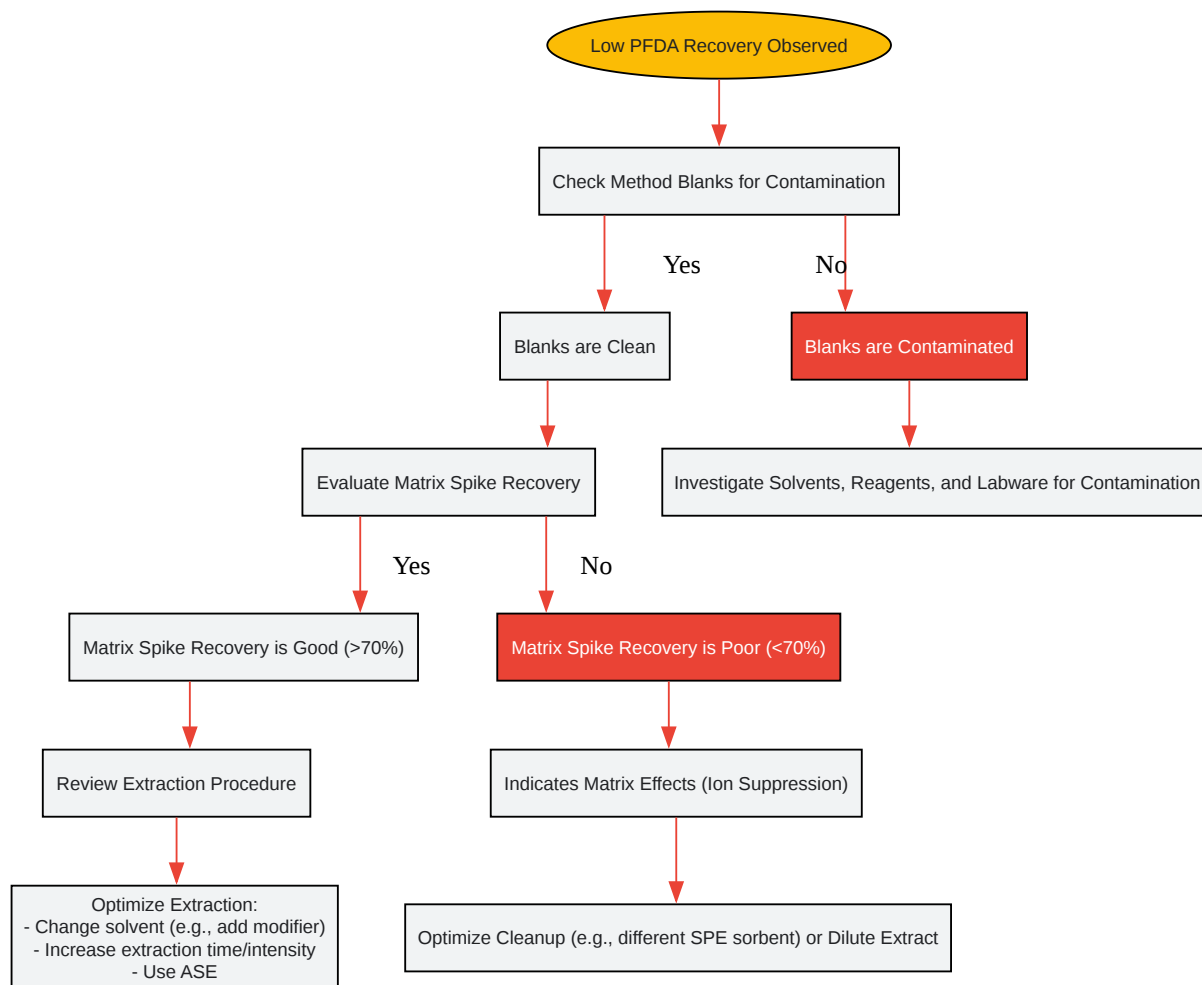 Low PFDA Recovery Observed
Check Method Blanks for Contamination
Yes
No
Blanks are Clean
Blanks are Contaminated
Evaluate Matrix Spike Recovery
Investigate Solvents, Reagents, and Labware for Contamination
Yes
No
Matrix Spike Recovery is Good (>70%)
Matrix Spike Recovery is Poor (<70%)
Review Extraction Procedure
Indicates Matrix Effects (Ion Suppression)
Optimize Extraction:
- Change solvent (e.g., add modifier)
- Increase extraction time/intensity
- Use ASE
Optimize Cleanup (e.g., different SPE sorbent) or Dilute Extract